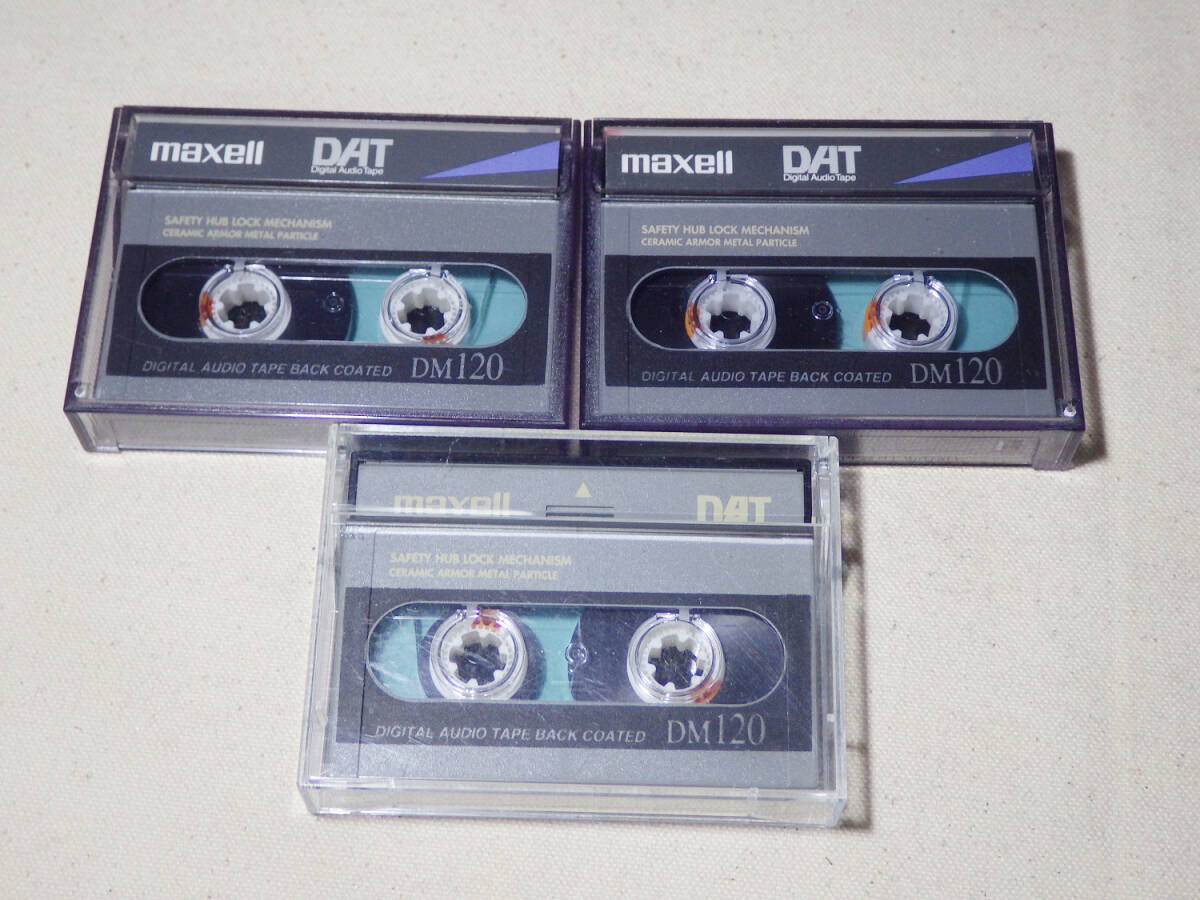 maxell DAT
Digital Audio Tape
SAFETY HUB LOCK MECHANISM
CERAMIC ARMOR METAL PARTICLE
DIGITAL AUDIO TAPE BACK COATED DM120
maxell DAT
Digital Audio Tape
SAFETY HUB LOCK MECHANISM
CERAMIC ARMOR METAL PARTICLE
DIGITAL AUDIO TAPE BACK COATED DM120
maxell DAT
SAFETY HUB LOCK MECHANISM
CERAMIC ARMOR METAL PARTICLE
DIGITAL AUDIO TAPE BACK COATED DM120